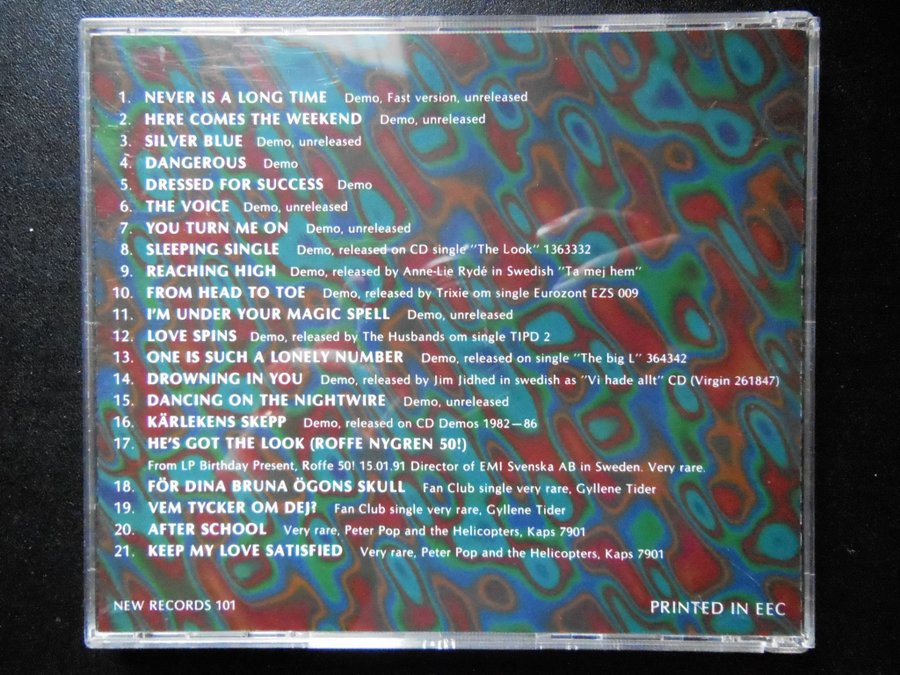 1. NEVER IS A LONG TIME Demo, Fast version, unreleased
2. HERE COMES THE WEEKEND Demo, unreleased
3. SILVER BLUE Demo, unreleased
4. DANGEROUS Demo
5. DRESSED FOR SUCCESS Demo
6. THE VOICE Demo, unreleased
7. YOU TURN ME ON Demo, unreleased
8. SLEEPING SINGLE Demo, released on CD single "The Look" 1363332
9. REACHING HIGH Demo, released by Anne-Lie Rydé in Swedish "Ta mej hem"
10. FROM HEAD TO TOE Demo, released by Trixie om single Eurozont EZS 009
11. I'M UNDER YOUR MAGIC SPELL Demo, unreleased
12. LOVE SPINS Demo, released by The Husbands om single TIPD 2
13. ONE IS SUCH A LONELY NUMBER Demo, released on single "The big L" 364342
14. DROWNING IN YOU Demo, released by Jim Jidhed in swedish as "Vi hade allt" CD (Virgin 261847)
15. DANCING ON THE NIGHTWIRE Demo, unreleased
16. KÄRLEKENS SKEPP Demo, released on CD Demos 1982–86
17. HE'S GOT THE LOOK (ROFFE NYGREN 50!)
From LP Birthday Present, Roffe 50! 15.01.91 Director of EMI Svenska AB in Sweden. Very rare.
18. FÖR DINA BRUNA ÖGONS SKULL Fan Club single very rare, Gyllene Tider
19. VEM TYCKER OM DEJ? Fan Club single very rare, Gyllene Tider
20. AFTER SCHOOL Very rare, Peter Pop and the Helicopters, Kaps 7901
21. KEEP MY LOVE SATISFIED Very rare, Peter Pop and the Helicopters, Kaps 7901
NEW RECORDS 101 PRINTED IN EEC